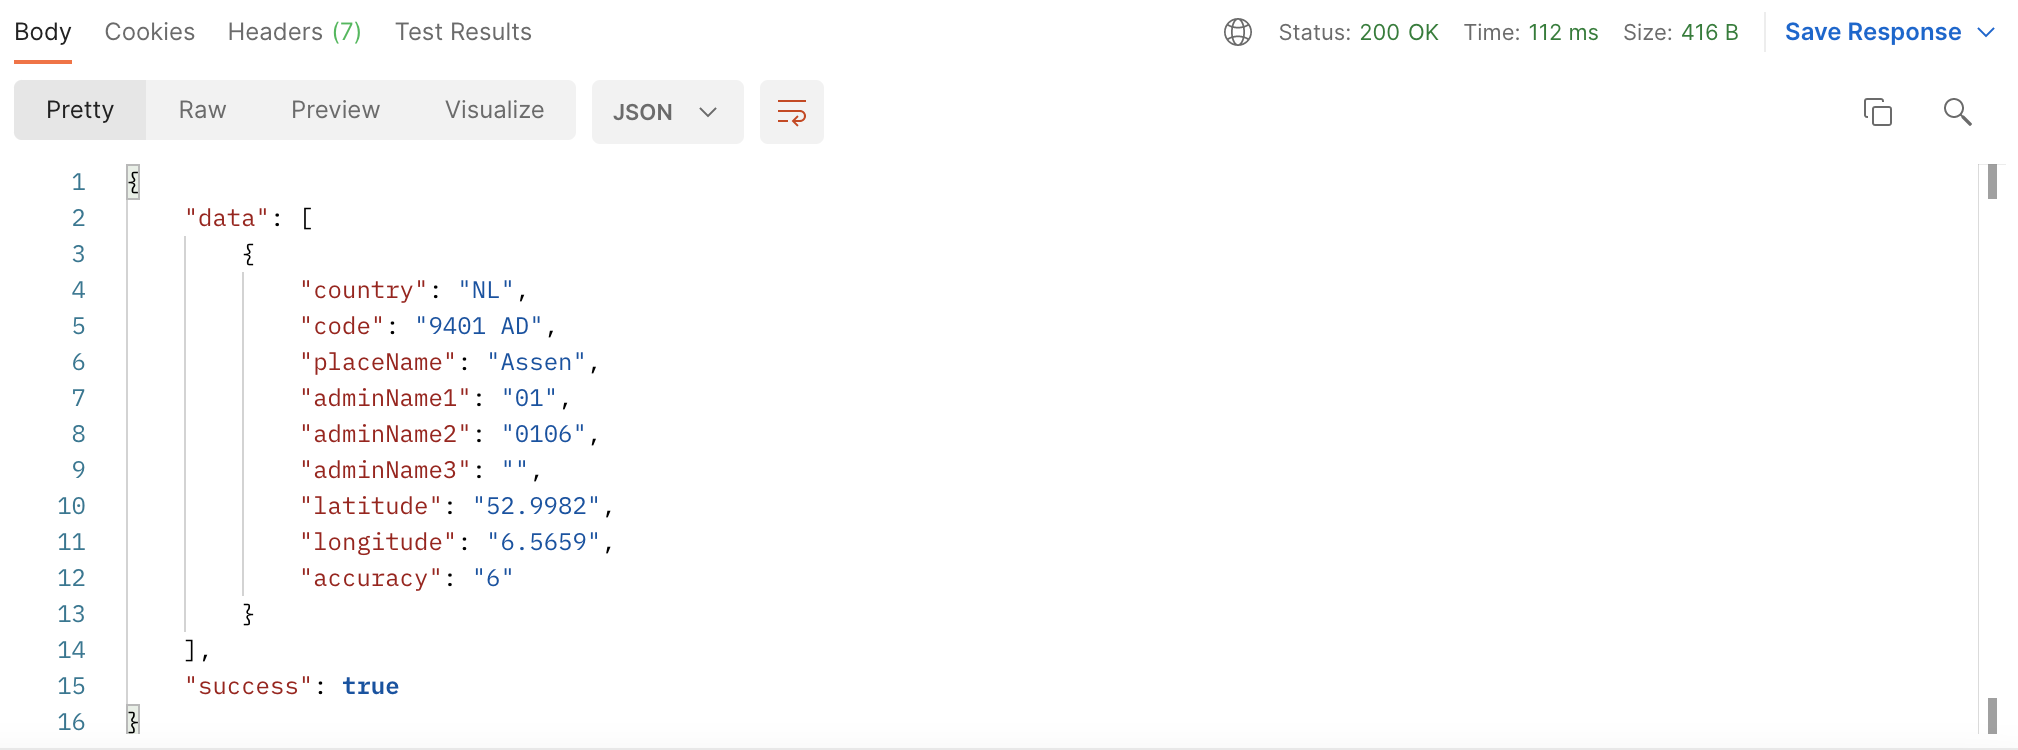 Body Cookies Headers (7) Test Results Status: 200 OK Time: 112 ms Size: 416 B Save Response
Pretty Raw Preview Visualize JSON
1 {
2 "data": [
3 {
4 "country": "NL",
5 "code": "9401 AD",
6 "placeName": "Assen",
7 "adminName1": "01",
8 "adminName2": "0106",
9 "adminName3": "",
10 "latitude": "52.9982",
11 "longitude": "6.5659",
12 "accuracy": "6"
13 }
14 ],
15 "success": true
16 }